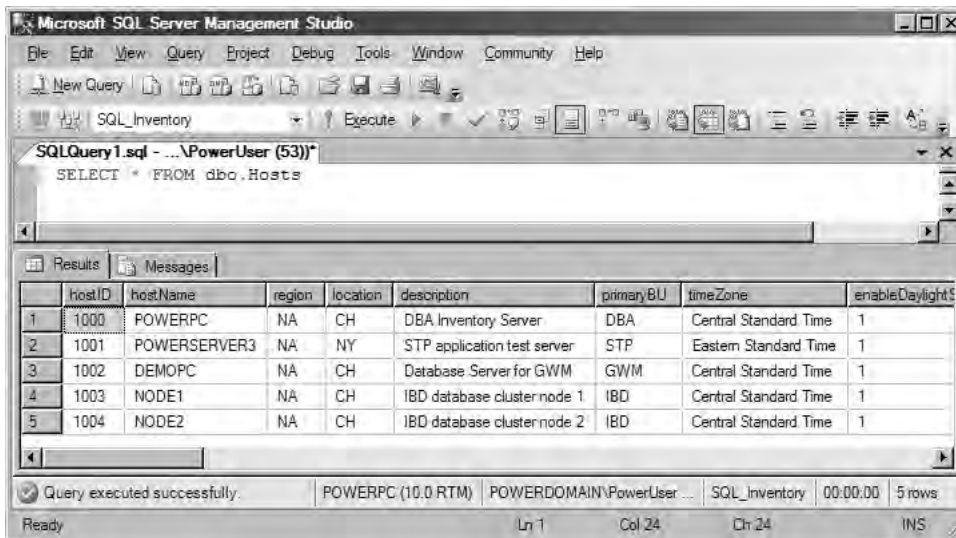 Microsoft SQL Server Management Studio
File Edit View Query Project Debug Tools Window Community Help
New Query
SQL_Inventory Execute
SQLQuery1.sql - ...\PowerUser (53))*
SELECT * FROM dbo.Hosts
Results Messages
hostID hostName region location description primaryBU timeZone enableDaylightS
1 1000 POWERPC NA CH DBA Inventory Server DBA Central Standard Time 1
2 1001 POWERSERVER3 NA NY STP application test server STP Eastern Standard Time 1
3 1002 DEMOPC NA CH Database Server for GWM GWM Central Standard Time 1
4 1003 NODE1 NA CH IBD database cluster node 1 IBD Central Standard Time 1
5 1004 NODE2 NA CH IBD database cluster node 2 IBD Central Standard Time 1
Query executed successfully. POWERPC (10.0 RTM) POWERDOMAIN\PowerUser ... SQL_Inventory 00:00:00 5 rows
Ready Ln 1 Col 24 Ch 24 INS